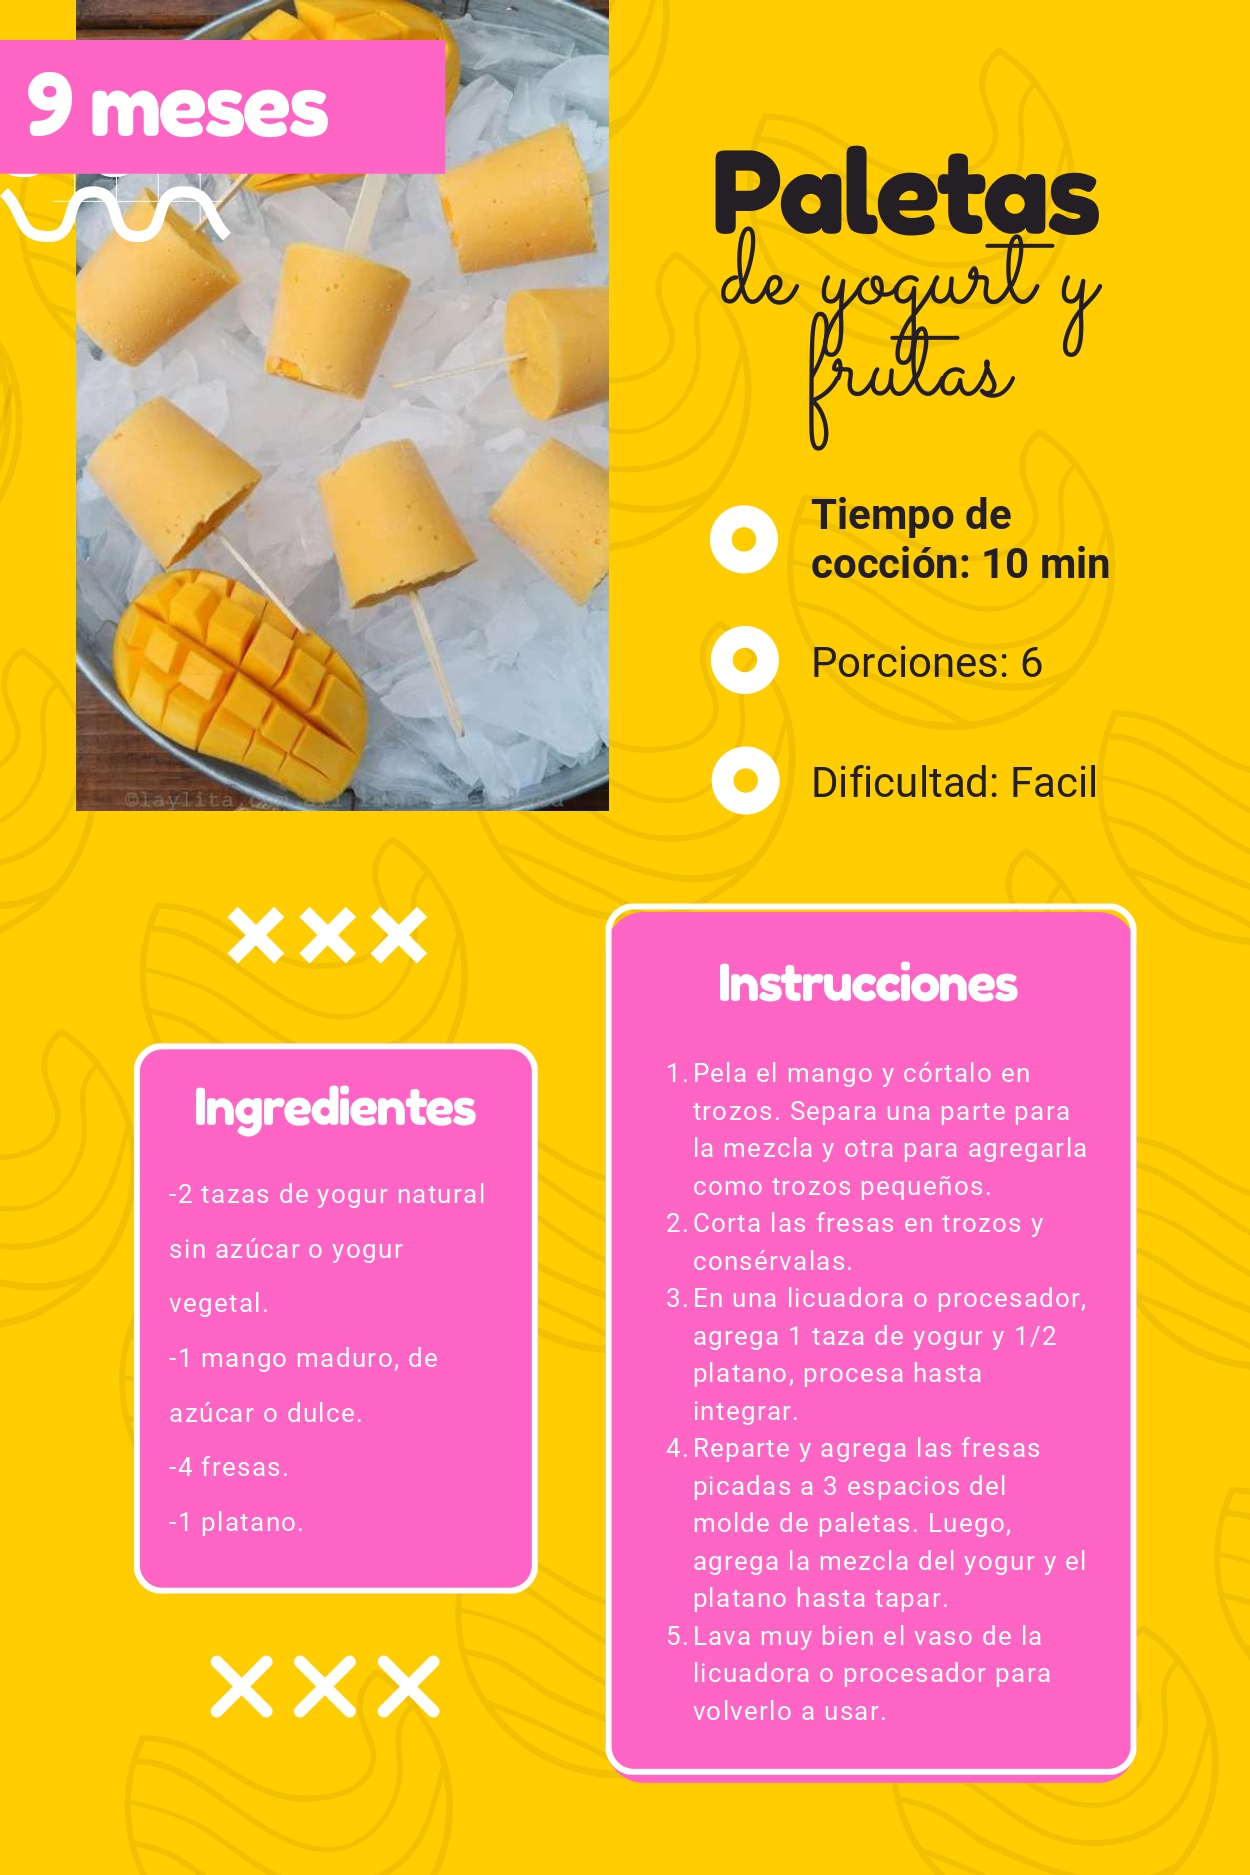 9 meses
Paletas
de yogurt y
frutas
Tiempo de
cocción: 10 min
Porciones: 6
Dificultad: Facil
Ingredientes
-2 tazas de yogur natural
sin azúcar o yogur
vegetal.
-1 mango maduro, de
azúcar o dulce.
-4 fresas.
-1 platano.
Instrucciones
1. Pela el mango y córtalo en
trozos. Separa una parte para
la mezcla y otra para agregarla
como trozos pequeños.
2. Corta las fresas en trozos y
consérvalas.
3. En una licuadora o procesador,
agrega 1 taza de yogur y 1/2
platano, procesa hasta
integrar.
4. Reparte y agrega las fresas
picadas a 3 espacios del
molde de paletas. Luego,
agrega la mezcla del yogur y el
platano hasta tapar.
5. Lava muy bien el vaso de la
licuadora o procesador para
volverlo a usar.